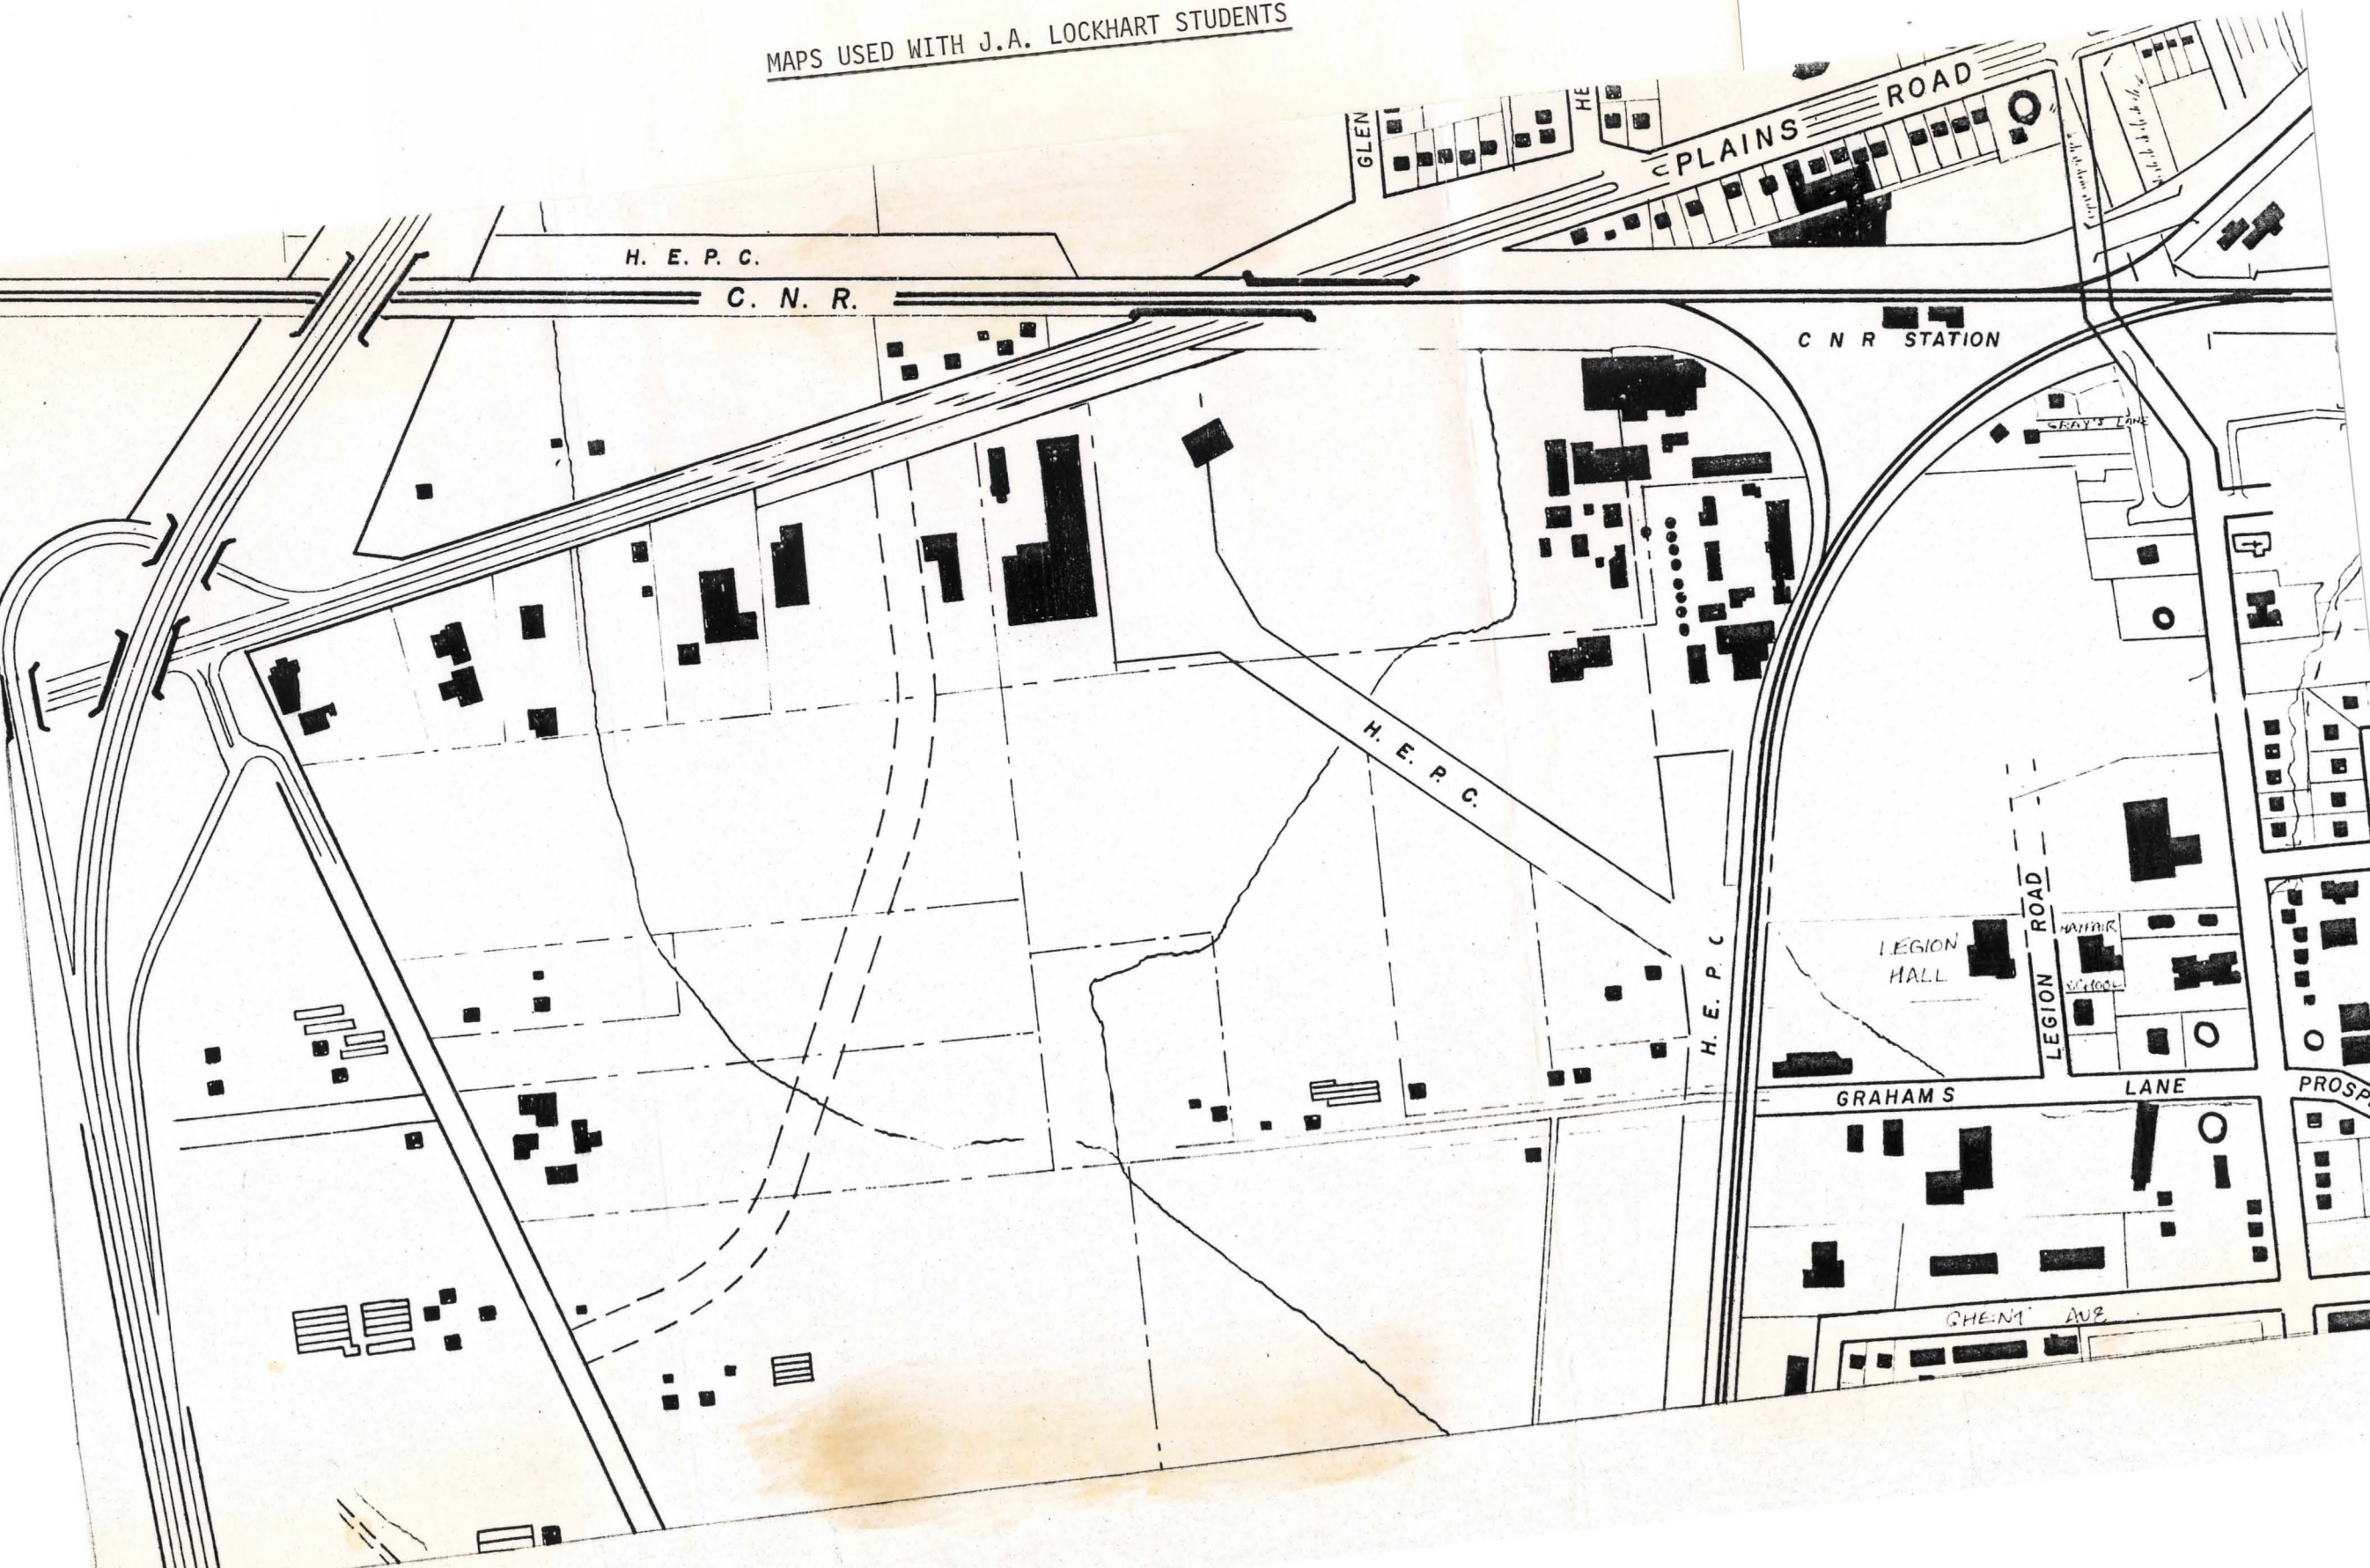 MAPS USED WITH J.A. LOCKHART STUDENTS
GLEN
HE
PLAINS ROAD
H. E. P. C.
C. N. R.
C N R STATION
GRAY'S LANE
H. E. P. C.
H. E. P. C
LEGION ROAD
LEGION
HALL
MAYFAIR
SCHOOL
GRAHAMS LANE
PROSP
GHENT AVE